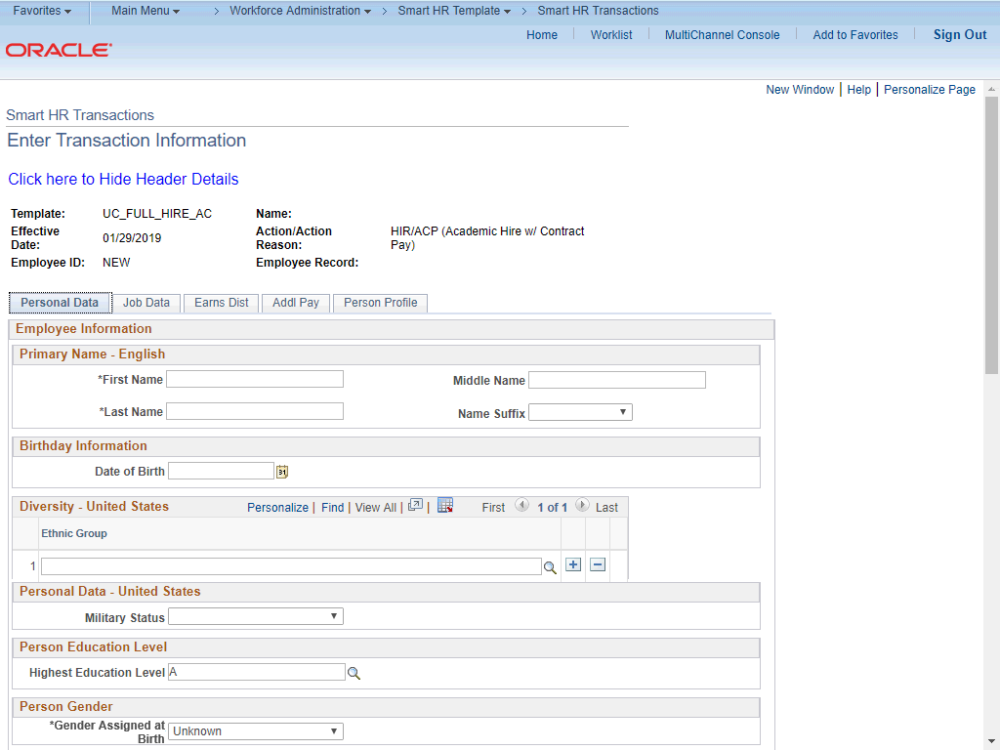 Favorites Main Menu > Workforce Administration > Smart HR Template > Smart HR Transactions
Home Worklist MultiChannel Console Add to Favorites Sign Out
ORACLE
New Window | Help | Personalize Page
Smart HR Transactions
Enter Transaction Information
Click here to Hide Header Details
Template: UC_FULL_HIRE_AC Name:
Effective Date: 01/29/2019 Action/Action Reason: HIR/ACP (Academic Hire w/ Contract Pay)
Employee ID: NEW Employee Record:
Personal Data Job Data Earns Dist Addl Pay Person Profile
Employee Information
Primary Name - English
*First Name Middle Name
*Last Name Name Suffix
Birthday Information
Date of Birth 31
Diversity - United States Personalize | Find | View All | | First 1 of 1 Last
Ethnic Group
1
Personal Data - United States
Military Status
Person Education Level
Highest Education Level A
Person Gender
*Gender Assigned at Birth Unknown